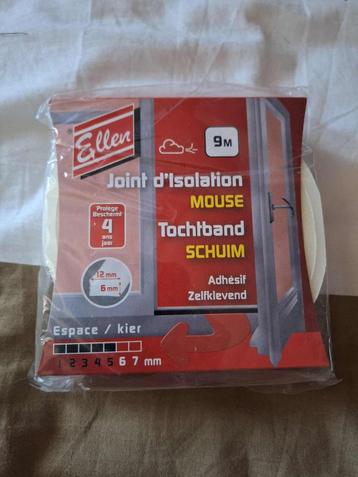 Ellen
9M
Joint d'Isolation
MOUSE
Tochtband
SCHUIM
Protège
Beschermt
4
ans
jaar
Adhésif
Zelfklevend
12 mm
6 mm
Espace / kier
1 2 3 4 5 6 7 mm